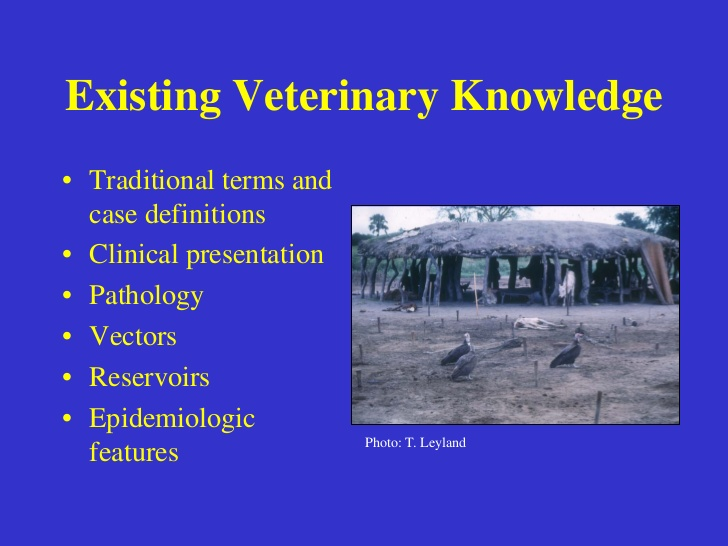 Existing Veterinary Knowledge
• Traditional terms and
case definitions
• Clinical presentation
• Pathology
• Vectors
• Reservoirs
• Epidemiologic
features
Photo: T. Leyland